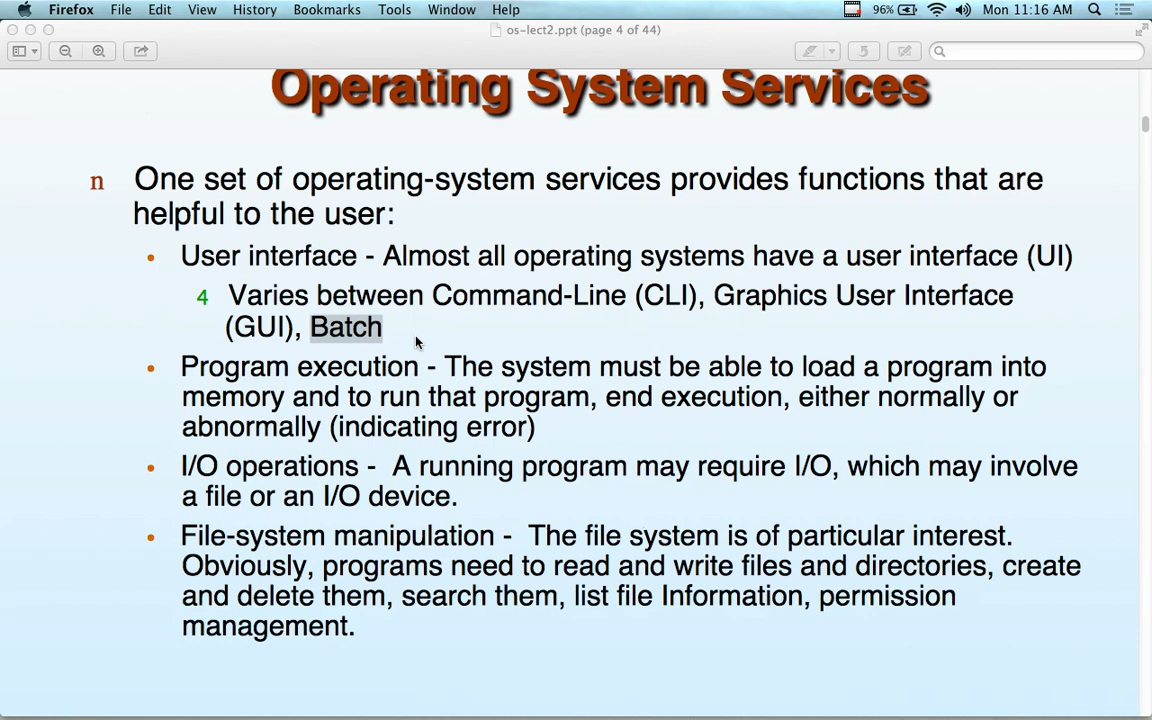 Firefox File Edit View History Bookmarks Tools Window Help 96% Mon 11:16 AM
os-lect2.ppt (page 4 of 44)
Operating System Services
n One set of operating-system services provides functions that are
helpful to the user:
• User interface - Almost all operating systems have a user interface (UI)
4 Varies between Command-Line (CLI), Graphics User Interface
(GUI), Batch
• Program execution - The system must be able to load a program into
memory and to run that program, end execution, either normally or
abnormally (indicating error)
• I/O operations - A running program may require I/O, which may involve
a file or an I/O device.
• File-system manipulation - The file system is of particular interest.
Obviously, programs need to read and write files and directories, create
and delete them, search them, list file Information, permission
management.